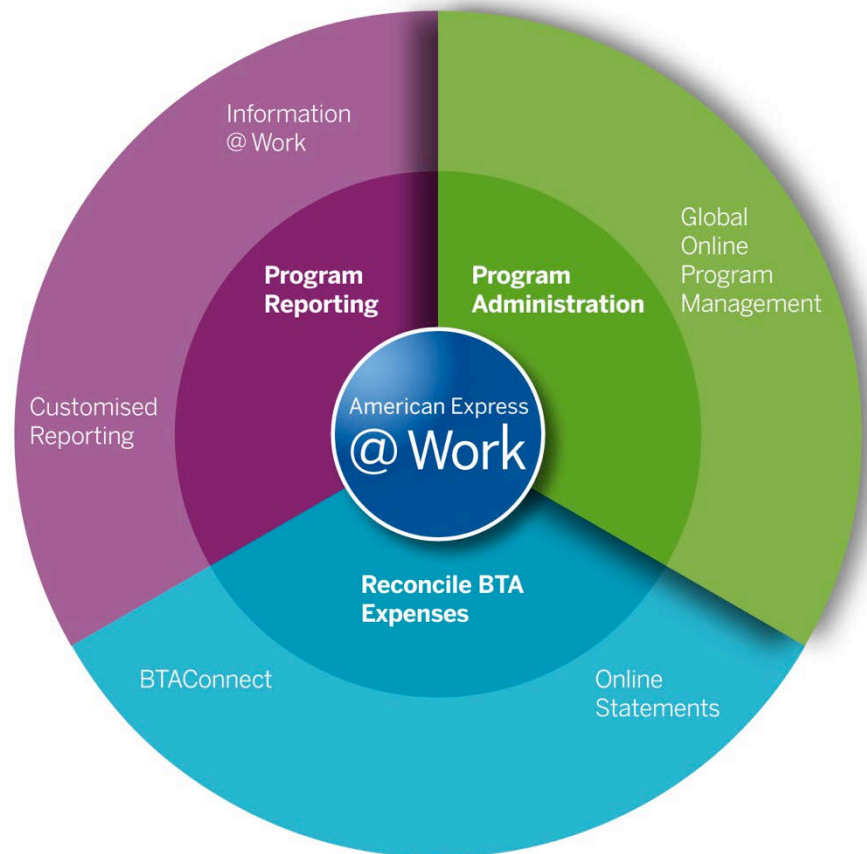 Information
@ Work
Global
Online
Program
Management
Program
Reporting
Program
Administration
Customised
Reporting
American Express
@ Work
Reconcile BTA
Expenses
BTAConnect
Online
Statements